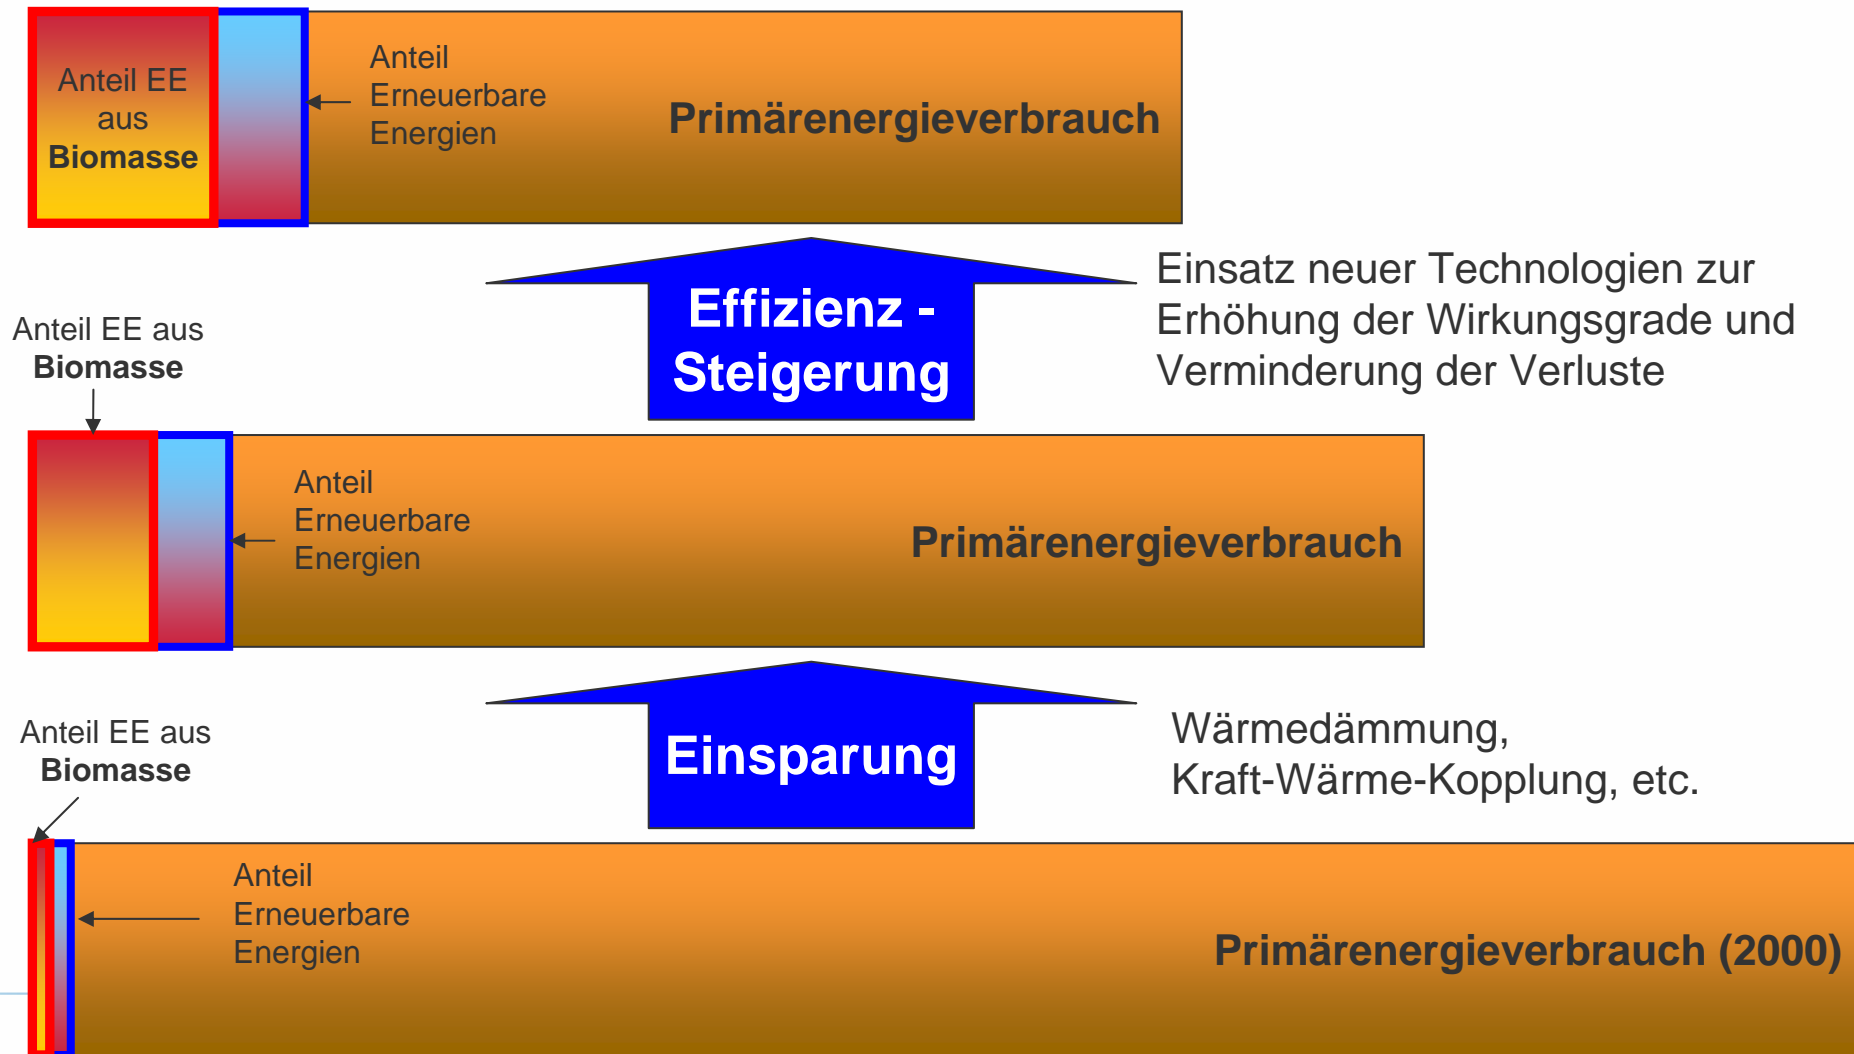 Anteil EE
aus
Biomasse
Anteil
Erneuerbare
Energien
Primärenergieverbrauch
Effizienz -
Steigerung
Einsatz neuer Technologien zur
Erhöhung der Wirkungsgrade und
Verminderung der Verluste
Anteil EE aus
Biomasse
Anteil
Erneuerbare
Energien
Primärenergieverbrauch
Einsparung
Wärmedämmung,
Kraft-Wärme-Kopplung, etc.
Anteil EE aus
Biomasse
Anteil
Erneuerbare
Energien
Primärenergieverbrauch (2000)